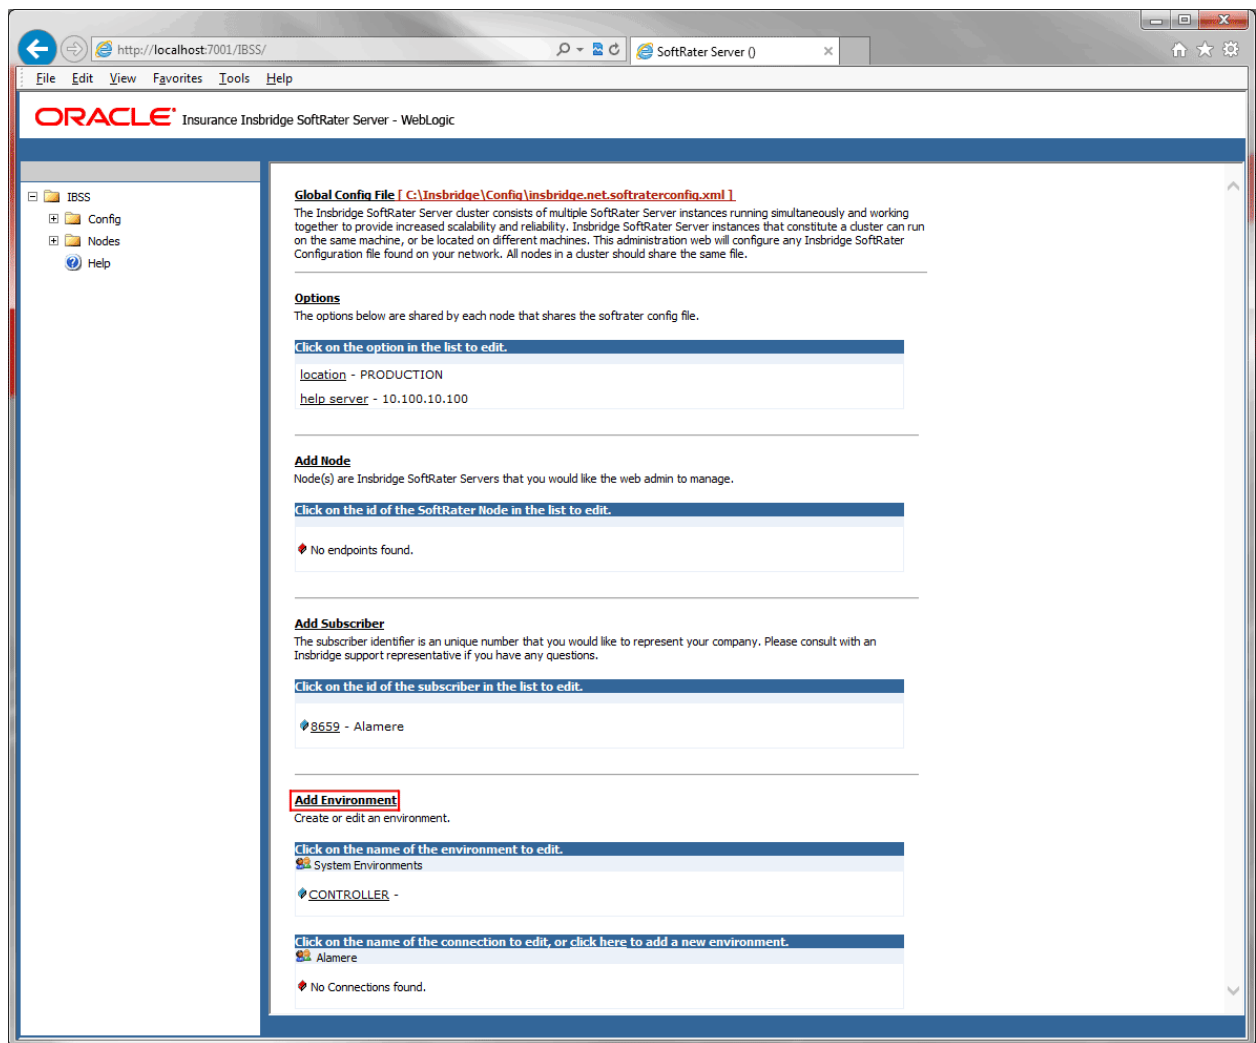 http://localhost:7001/IBSS/
SoftRater Server ()
File Edit View Favorites Tools Help
ORACLE Insurance Insbridge SoftRater Server - WebLogic
IBSS
Config
Nodes
Help
Global Config File [ C:\Insbridge\Config\insbridge.net.softraterconfig.xml ]
The Insbridge SoftRater Server cluster consists of multiple SoftRater Server instances running simultaneously and working
together to provide increased scalability and reliability. Insbridge SoftRater Server instances that constitute a cluster can run
on the same machine, or be located on different machines. This administration web will configure any Insbridge SoftRater
Configuration file found on your network. All nodes in a cluster should share the same file.
Options
The options below are shared by each node that shares the softrater config file.
Click on the option in the list to edit.
location - PRODUCTION
help server - 10.100.10.100
Add Node
Node(s) are Insbridge SoftRater Servers that you would like the web admin to manage.
Click on the id of the SoftRater Node in the list to edit.
No endpoints found.
Add Subscriber
The subscriber identifier is an unique number that you would like to represent your company. Please consult with an
Insbridge support representative if you have any questions.
Click on the id of the subscriber in the list to edit.
8659 - Alamere
Add Environment
Create or edit an environment.
Click on the name of the environment to edit.
System Environments
CONTROLLER -
Click on the name of the connection to edit, or click here to add a new environment.
Alamere
No Connections found.